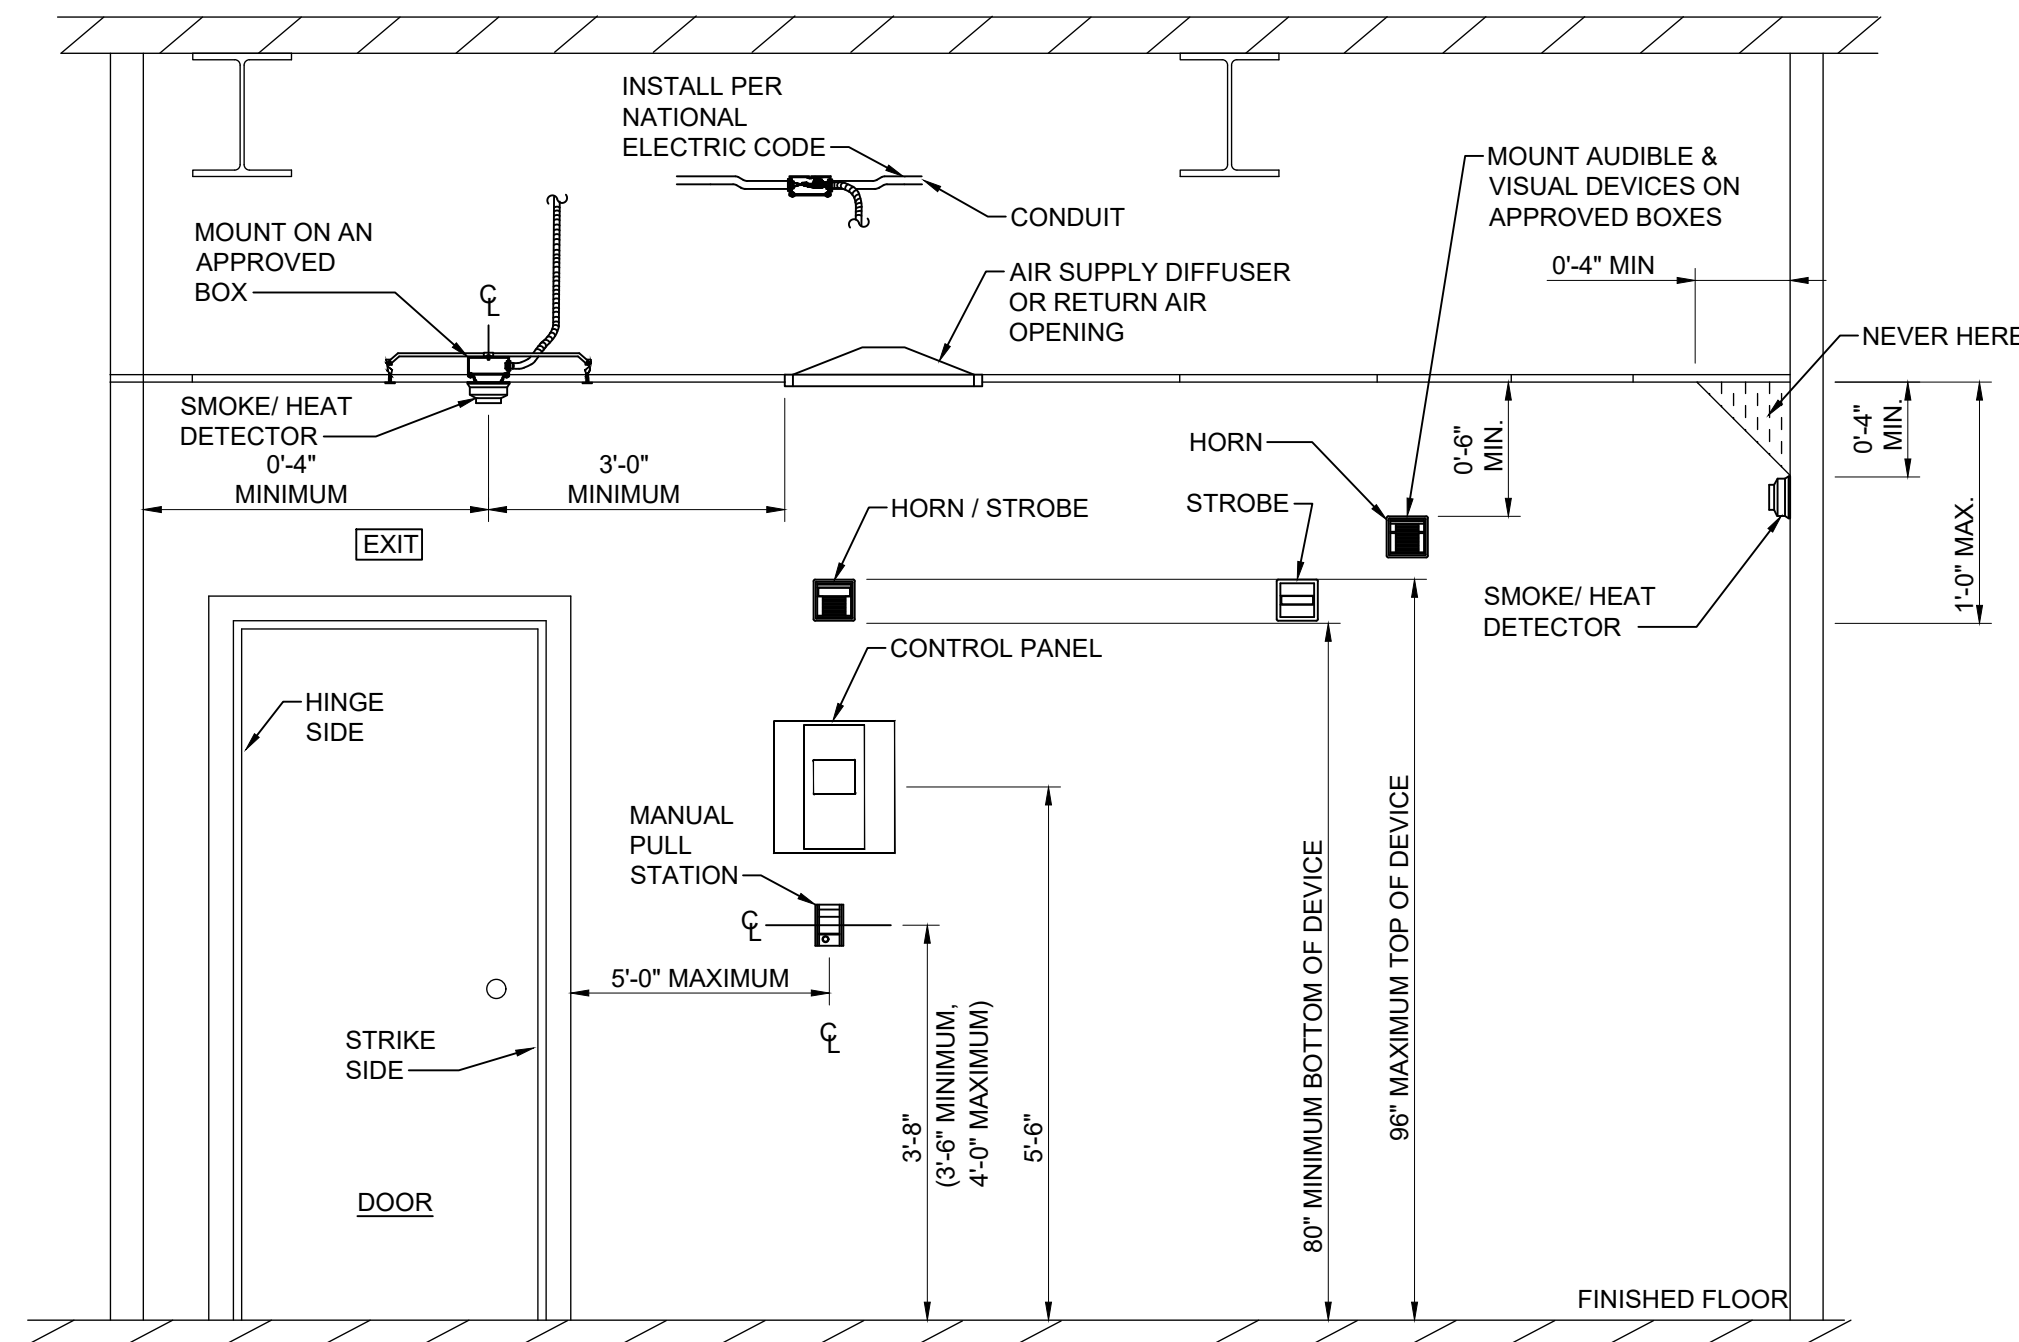 INSTALL PER
NATIONAL
ELECTRIC CODE
MOUNT AUDIBLE &
VISUAL DEVICES ON
APPROVED BOXES
CONDUIT
MOUNT ON AN
APPROVED
BOX
℄
AIR SUPPLY DIFFUSER
OR RETURN AIR
OPENING
0'-4" MIN
NEVER HERE
SMOKE/ HEAT
DETECTOR
0'-4"
MINIMUM
3'-0"
MINIMUM
HORN
0'-6"
MIN.
0'-4"
MIN.
1'-0" MAX.
HORN / STROBE
STROBE
EXIT
SMOKE/ HEAT
DETECTOR
CONTROL PANEL
HINGE
SIDE
MANUAL
PULL
STATION
℄
5'-0" MAXIMUM
℄
STRIKE
SIDE
3'-8"
(3'-6" MINIMUM,
4'-0" MAXIMUM)
5'-6"
80" MINIMUM BOTTOM OF DEVICE
96" MAXIMUM TOP OF DEVICE
DOOR
FINISHED FLOOR